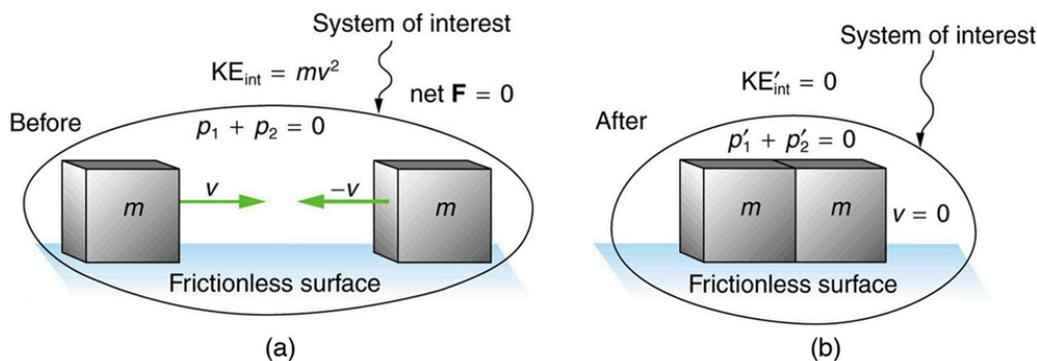 System of interest
KE_int = mv²
net F = 0
Before
p₁ + p₂ = 0
v
–v
m
m
Frictionless surface
(a)
System of interest
KE′_int = 0
After
p′₁ + p′₂ = 0
m
m
v = 0
Frictionless surface
(b)